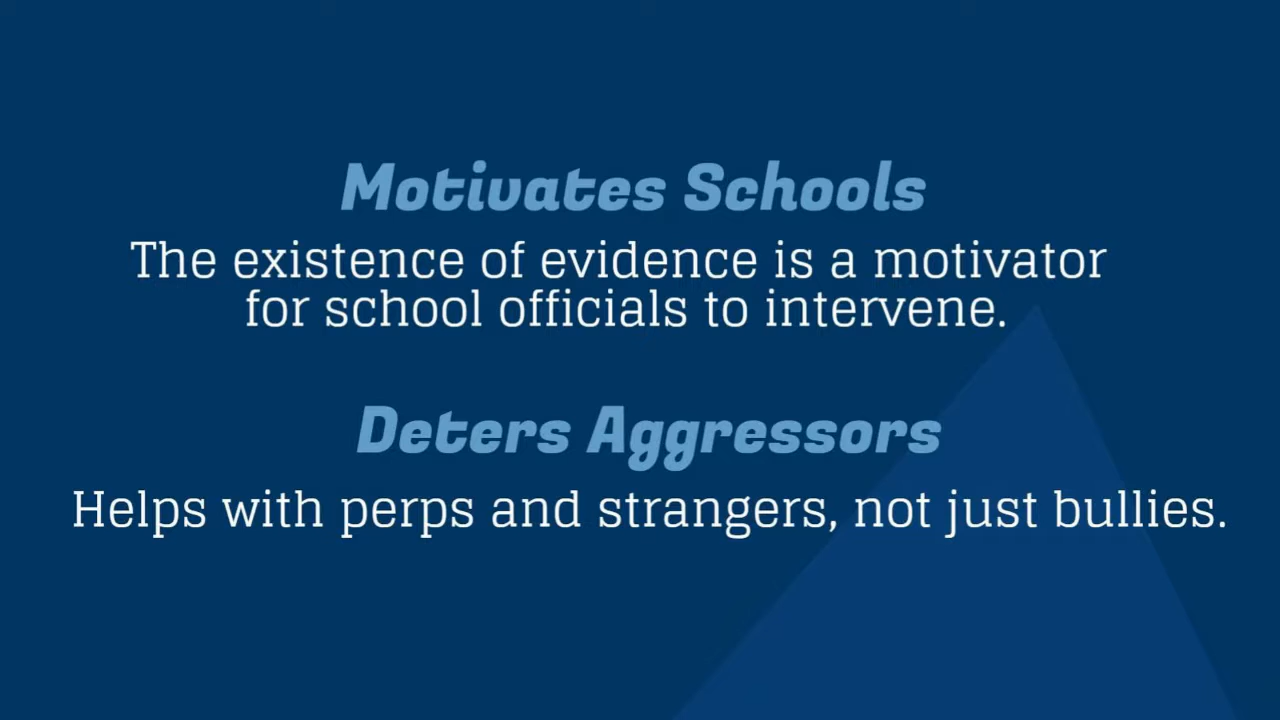 Motivates Schools
The existence of evidence is a motivator
for school officials to intervene.
Deters Aggressors
Helps with perps and strangers, not just bullies.